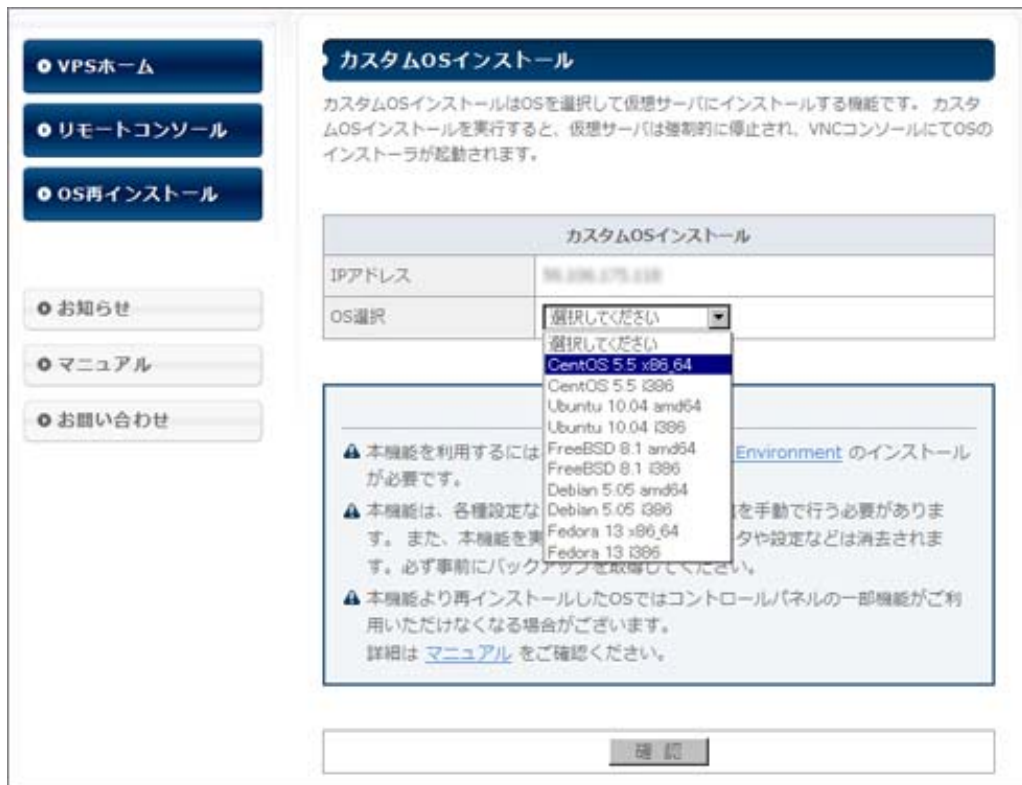 VPSホーム
リモートコンソール
OS再インストール
お知らせ
マニュアル
お問い合わせ
カスタムOSインストール
カスタムOSインストールはOSを選択して仮想サーバにインストールする機能です。 カスタ
ムOSインストールを実行すると、仮想サーバは強制的に停止され、VNCコンソールにてOSの
インストーラが起動されます。
カスタムOSインストール
IPアドレス
OS選択
選択してください
選択してください
CentOS 5.5 x86_64
CentOS 5.5 i386
Ubuntu 10.04 amd64
Ubuntu 10.04 i386
FreeBSD 8.1 amd64
FreeBSD 8.1 i386
Debian 5.05 amd64
Debian 5.05 i386
Fedora 13 x86_64
Fedora 13 i386
本機能を利用するには
Environment のインストール
が必要です。
本機能は、各種設定な
を手動で行う必要がありま
す。 また、本機能を実
タや設定などは消去されま
す。必ず事前にバックアップを取得してください。
本機能より再インストールしたOSではコントロールパネルの一部機能がご利
用いただけなくなる場合がございます。
詳細は マニュアル をご確認ください。
確認